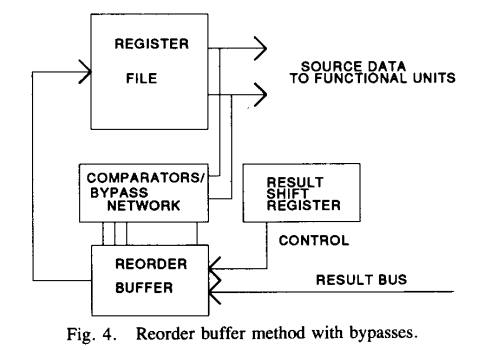 REGISTER
FILE
SOURCE DATA
TO FUNCTIONAL UNITS
COMPARATORS/
BYPASS
NETWORK
RESULT
SHIFT
REGISTER
CONTROL
REORDER
BUFFER
RESULT BUS
Fig. 4. Reorder buffer method with bypasses.